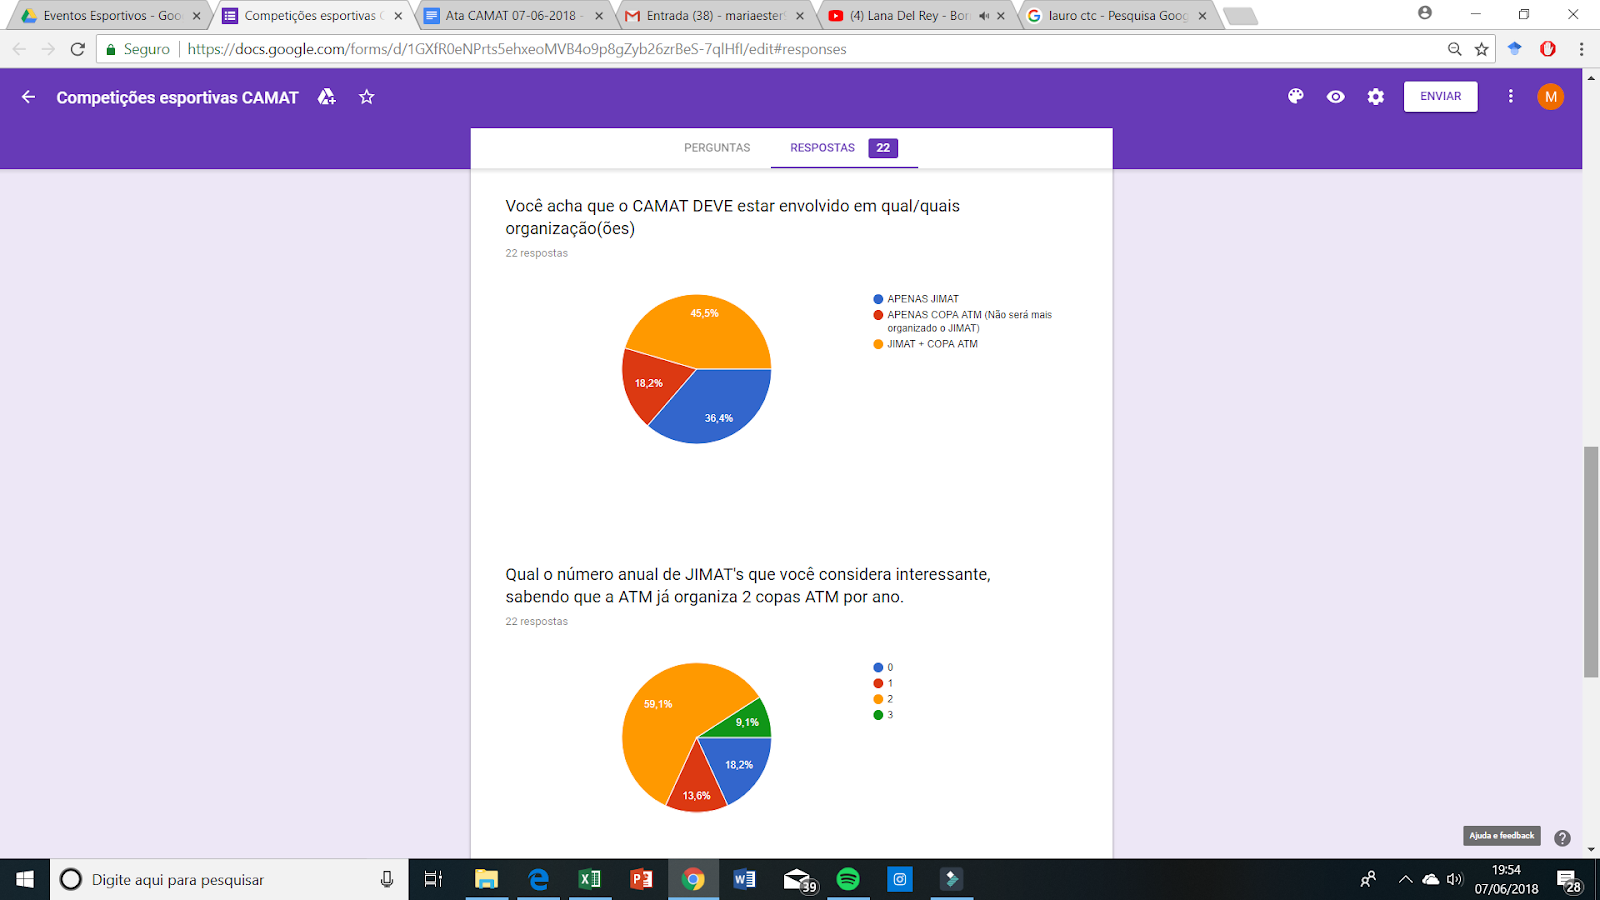 Eventos Esportivos - Goo
Competições esportivas C
Ata CAMAT 07-06-2018 -
Entrada (38) - mariaester
(4) Lana Del Rey - Bor
lauro ctc - Pesquisa Goog
Seguro
https://docs.google.com/forms/d/1GXfR0eNPrts5ehxeoMVB4o9p8gZyb26zrBeS-7qlHfI/edit#responses
Competições esportivas CAMAT
ENVIAR
M
PERGUNTAS
RESPOSTAS
22
Você acha que o CAMAT DEVE estar envolvido em qual/quais
organização(ões)
22 respostas
45,5%
18,2%
36,4%
APENAS JIMAT
APENAS COPA ATM (Não será mais
organizado o JIMAT)
JIMAT + COPA ATM
Qual o número anual de JIMAT's que você considera interessante,
sabendo que a ATM já organiza 2 copas ATM por ano.
22 respostas
59,1%
9,1%
18,2%
13,6%
0
1
2
3
Ajuda e feedback
Digite aqui para pesquisar
39
19:54
07/06/2018
28